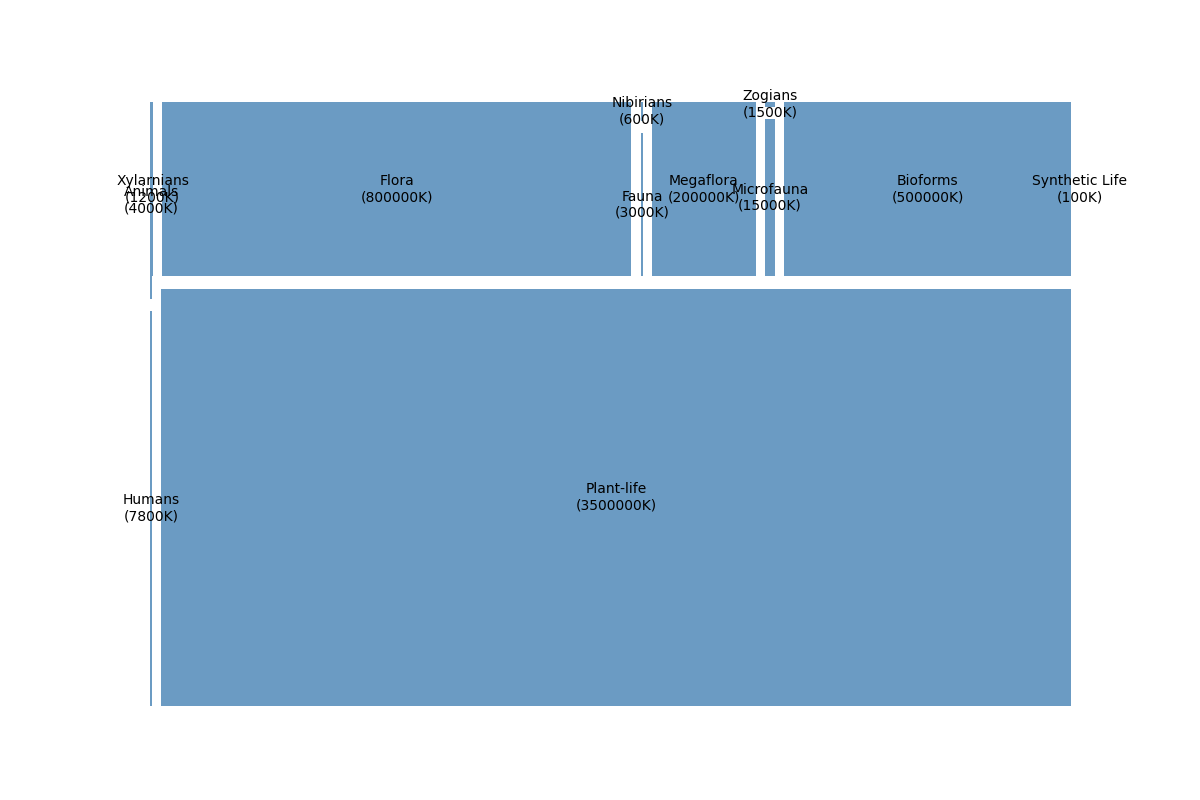 Nibirians
(600K)
Zogians
(1500K)
Xylarnians
(1200K)
Animals
(4000K)
Flora
(800000K)
Fauna
(3000K)
Megaflora
(200000K)
Microfauna
(15000K)
Bioforms
(500000K)
Synthetic Life
(100K)
Humans
(7800K)
Plant-life
(3500000K)